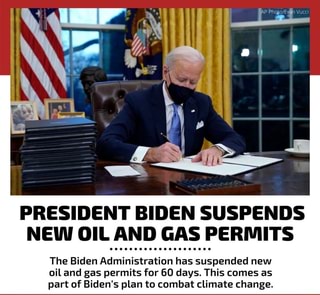 AP Photo/Evan Vucci
PRESIDENT BIDEN SUSPENDS
NEW OIL AND GAS PERMITS
The Biden Administration has suspended new
oil and gas permits for 60 days. This comes as
part of Biden's plan to combat climate change.